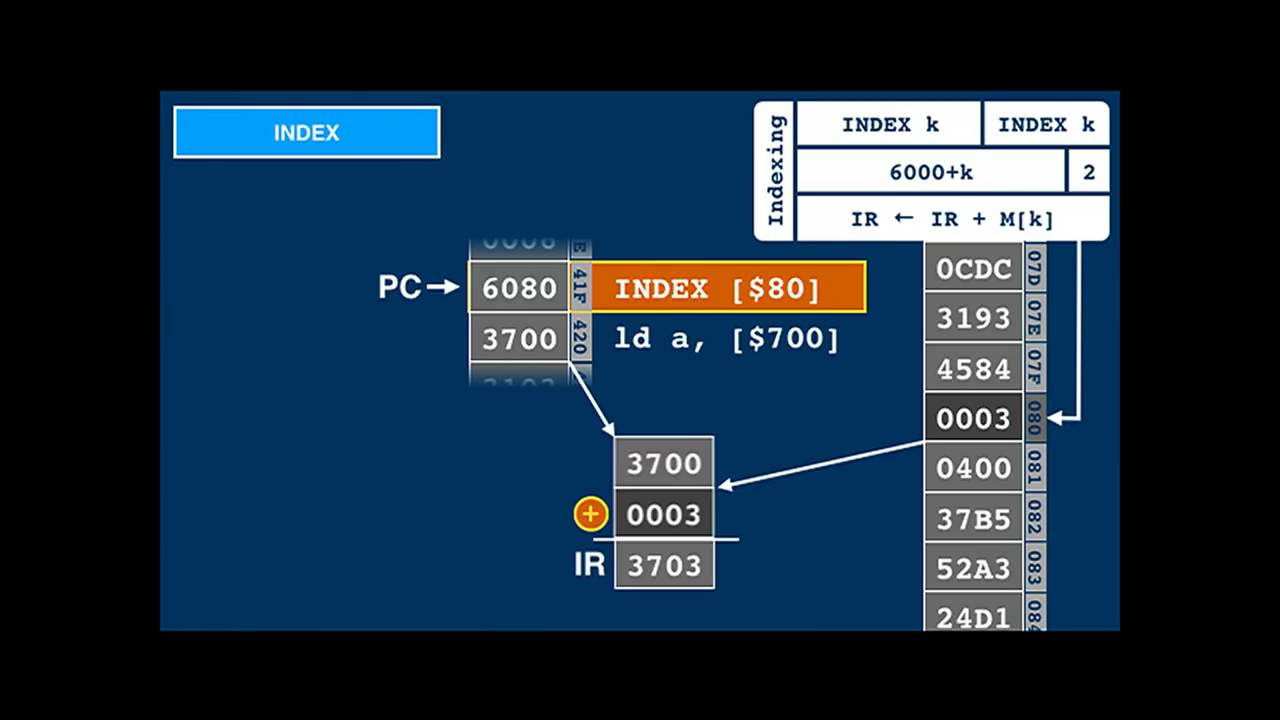 INDEX
Indexing
INDEX k INDEX k
6000+k 2
IR ← IR + M[k]
PC→ 6080 41F INDEX [$80]
3700 420 ld a, [$700]
0CDC 07D
3193 07E
4584 07F
0003 080
0400 081
37B5 082
52A3 083
24D1
3700
+ 0003
IR 3703